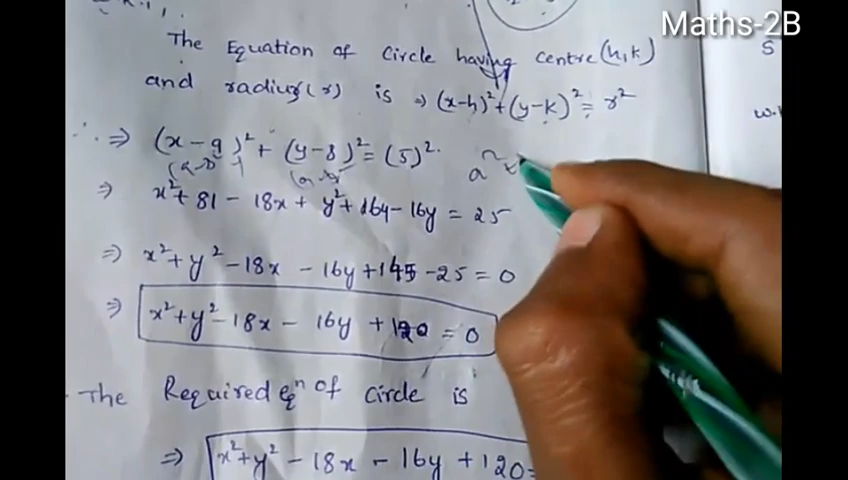 Maths-2B
The Equation of circle having centre (h,k)
and radius (r) is ⇒ (x-h)² + (y-k)² = r²
∴ ⇒ (x - 9)² + (y-8)² = (5)².
(a-b)
(a-b)
a²
⇒ x² + 81 - 18x + y² + 64 - 16y = 25
⇒ x² + y² - 18x - 16y + 145 - 25 = 0
⇒ x² + y² - 18x - 16y + 120 = 0
The Required eqⁿ of circle is
⇒ x² + y² - 18x - 16y + 120 =